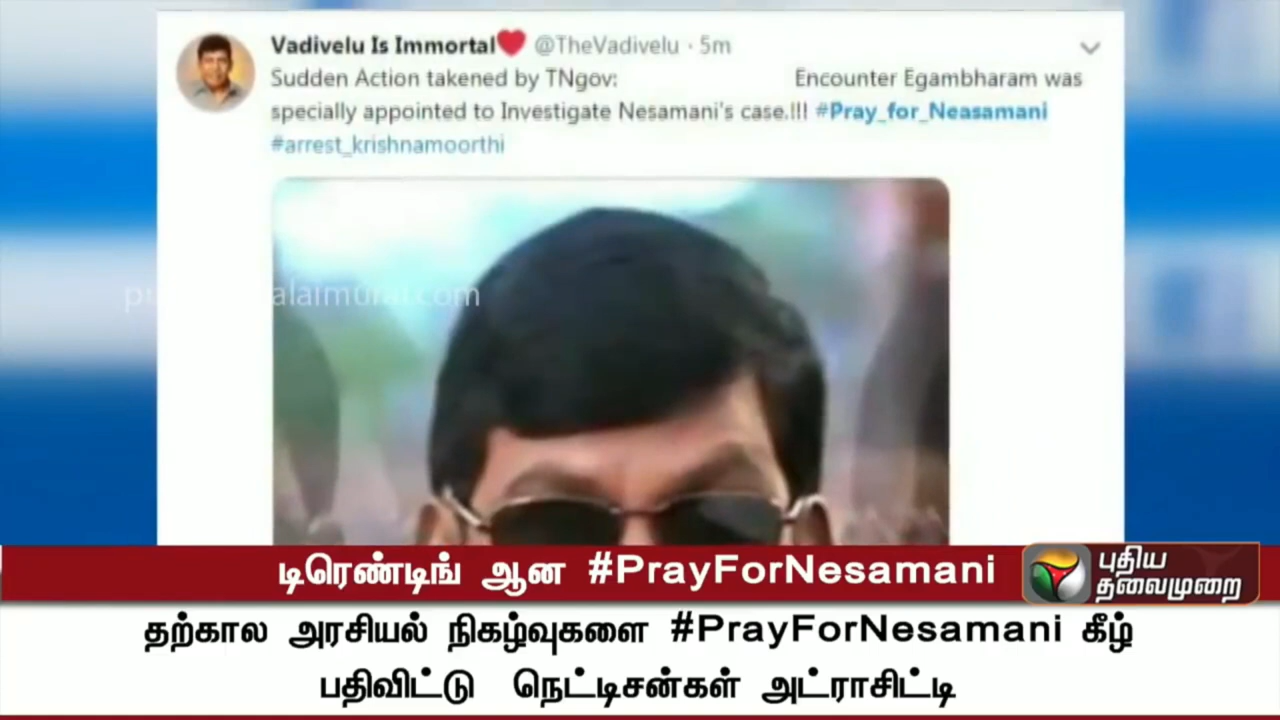 Vadivelu Is Immortal❤ @TheVadivelu · 5m
Sudden Action takened by TNgov: Encounter Egambharam was
specially appointed to Investigate Nesamani's case.!!! #Pray_for_Neasamani
#arrest_krishnamoorthi
டிரெண்டிங் ஆன #PrayForNesamani
புதிய
தலைமுறை
தற்கால அரசியல் நிகழ்வுகளை #PrayForNesamani கீழ்
பதிவிட்டு நெட்டிசன்கள் அட்ராசிட்டி